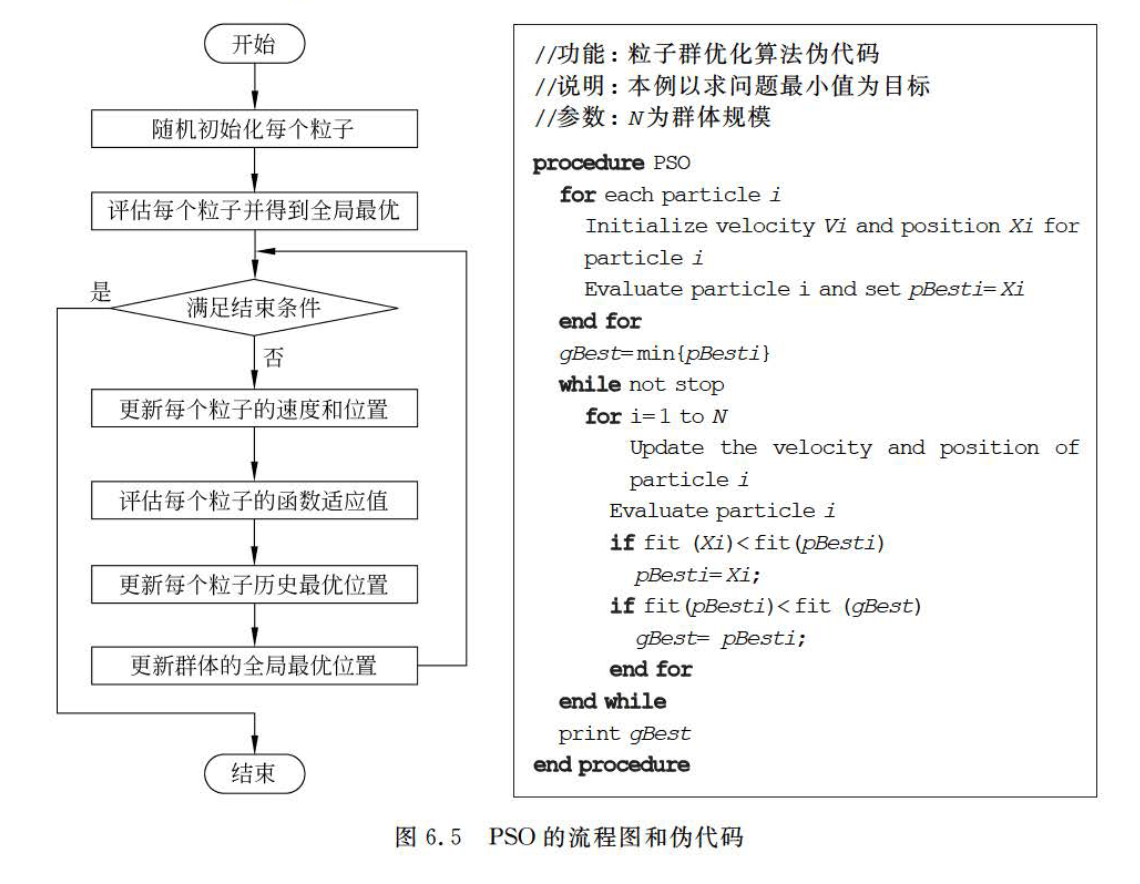 开始
随机初始化每个粒子
评估每个粒子并得到全局最优
是
满足结束条件
否
更新每个粒子的速度和位置
评估每个粒子的函数适应值
更新每个粒子历史最优位置
更新群体的全局最优位置
结束
//功能：粒子群优化算法伪代码
//说明：本例以求问题最小值为目标
//参数：N为群体规模
procedure PSO
for each particle i
Initialize velocity Vi and position Xi for
particle i
Evaluate particle i and set pBesti=Xi
end for
gBest=min{pBesti}
while not stop
for i=1 to N
Update the velocity and position of
particle i
Evaluate particle i
if fit (Xi)<fit(pBesti)
pBesti=Xi;
if fit(pBesti)<fit (gBest)
gBest= pBesti;
end for
end while
print gBest
end procedure
图 6.5 PSO 的流程图和伪代码